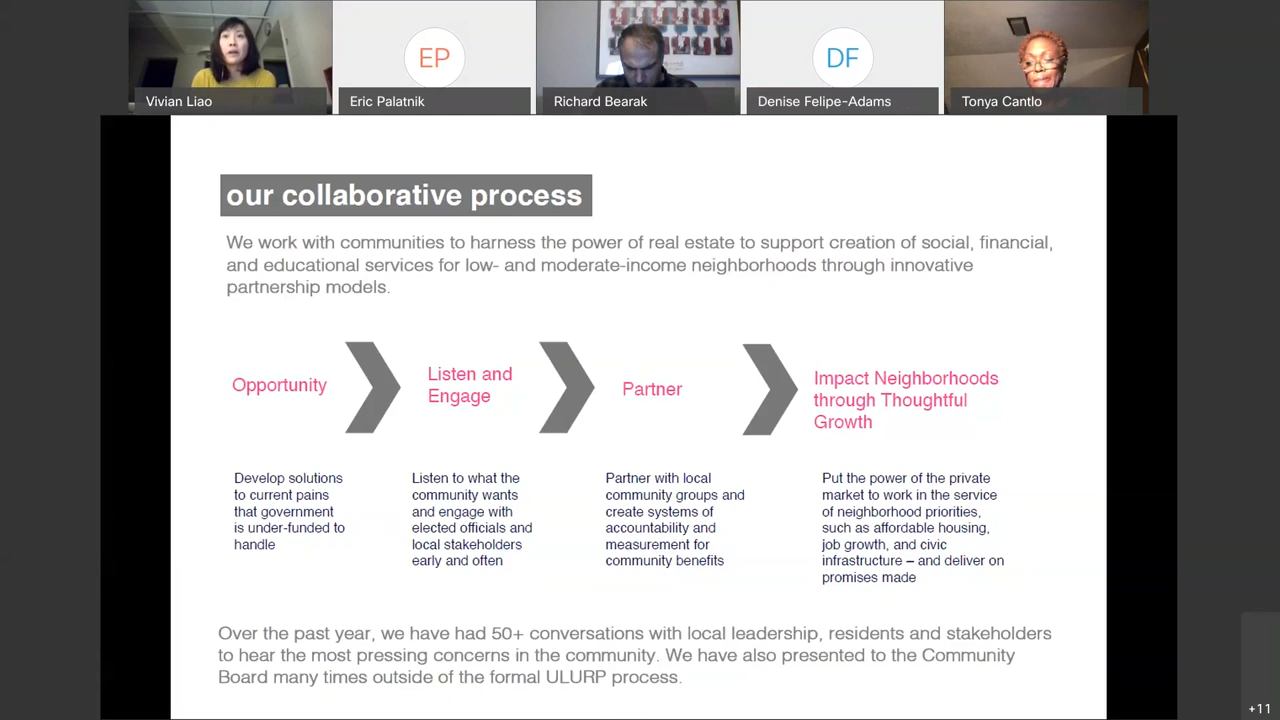 Vivian Liao
EP
Eric Palatnik
Richard Bearak
DF
Denise Felipe-Adams
Tonya Cantlo
our collaborative process
We work with communities to harness the power of real estate to support creation of social, financial,
and educational services for low- and moderate-income neighborhoods through innovative
partnership models.
Opportunity
Listen and
Engage
Partner
Impact Neighborhoods
through Thoughtful
Growth
Develop solutions
to current pains
that government
is under-funded to
handle
Listen to what the
community wants
and engage with
elected officials and
local stakeholders
early and often
Partner with local
community groups and
create systems of
accountability and
measurement for
community benefits
Put the power of the private
market to work in the service
of neighborhood priorities,
such as affordable housing,
job growth, and civic
infrastructure – and deliver on
promises made
Over the past year, we have had 50+ conversations with local leadership, residents and stakeholders
to hear the most pressing concerns in the community. We have also presented to the Community
Board many times outside of the formal ULURP process.
+11